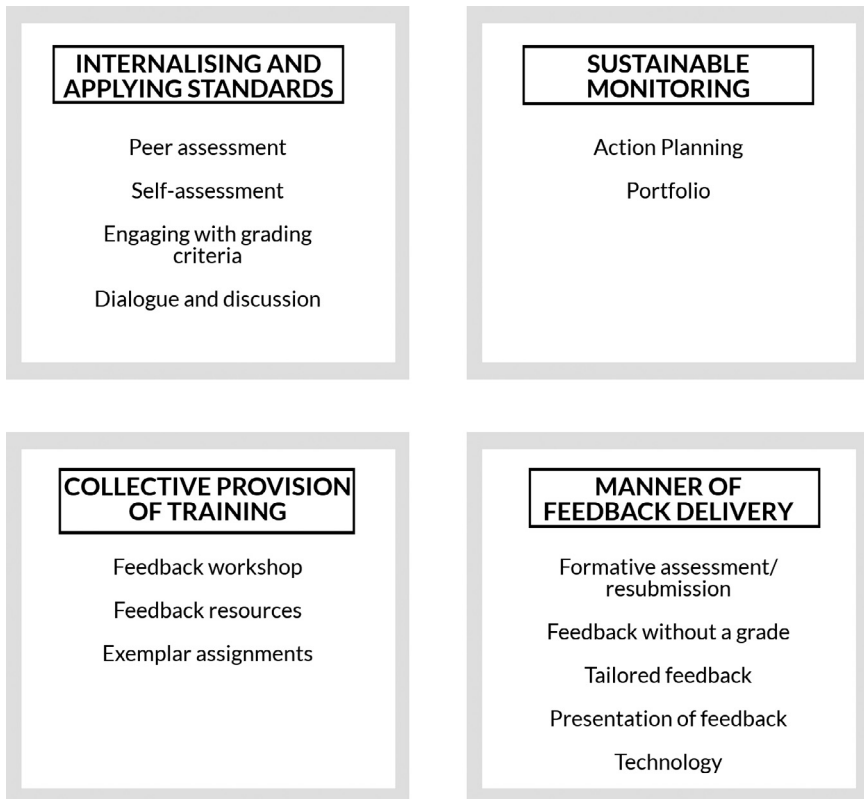 INTERNALISING AND
APPLYING STANDARDS
Peer assessment
Self-assessment
Engaging with grading
criteria
Dialogue and discussion
SUSTAINABLE
MONITORING
Action Planning
Portfolio
COLLECTIVE PROVISION
OF TRAINING
Feedback workshop
Feedback resources
Exemplar assignments
MANNER OF
FEEDBACK DELIVERY
Formative assessment/
resubmission
Feedback without a grade
Tailored feedback
Presentation of feedback
Technology